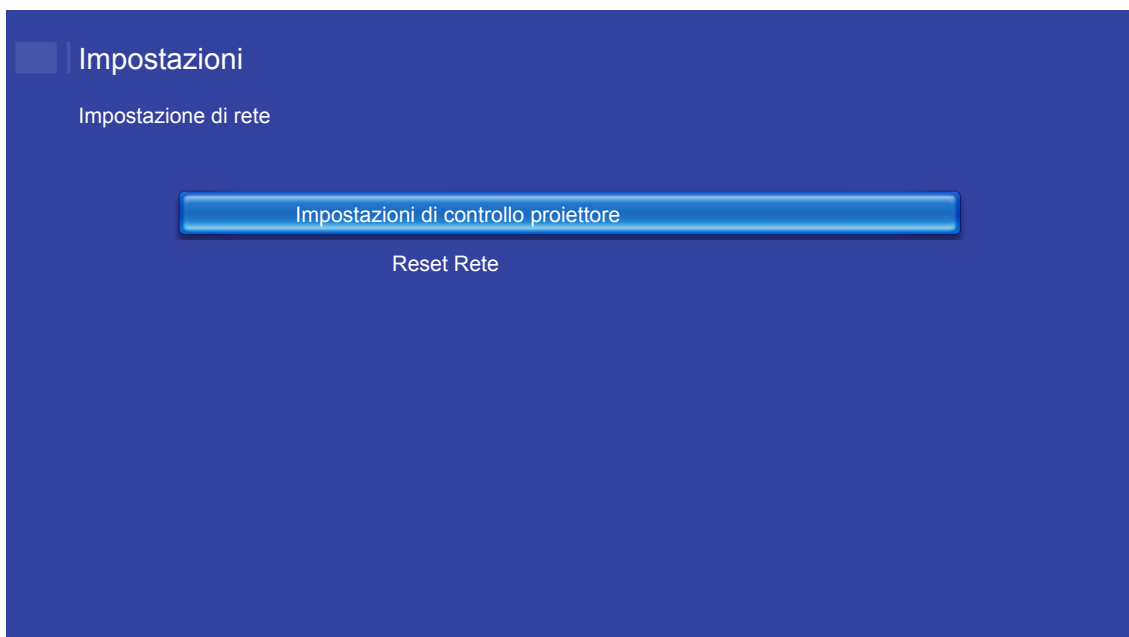 Impostazioni
Impostazione di rete
Impostazioni di controllo proiettore
Reset Rete